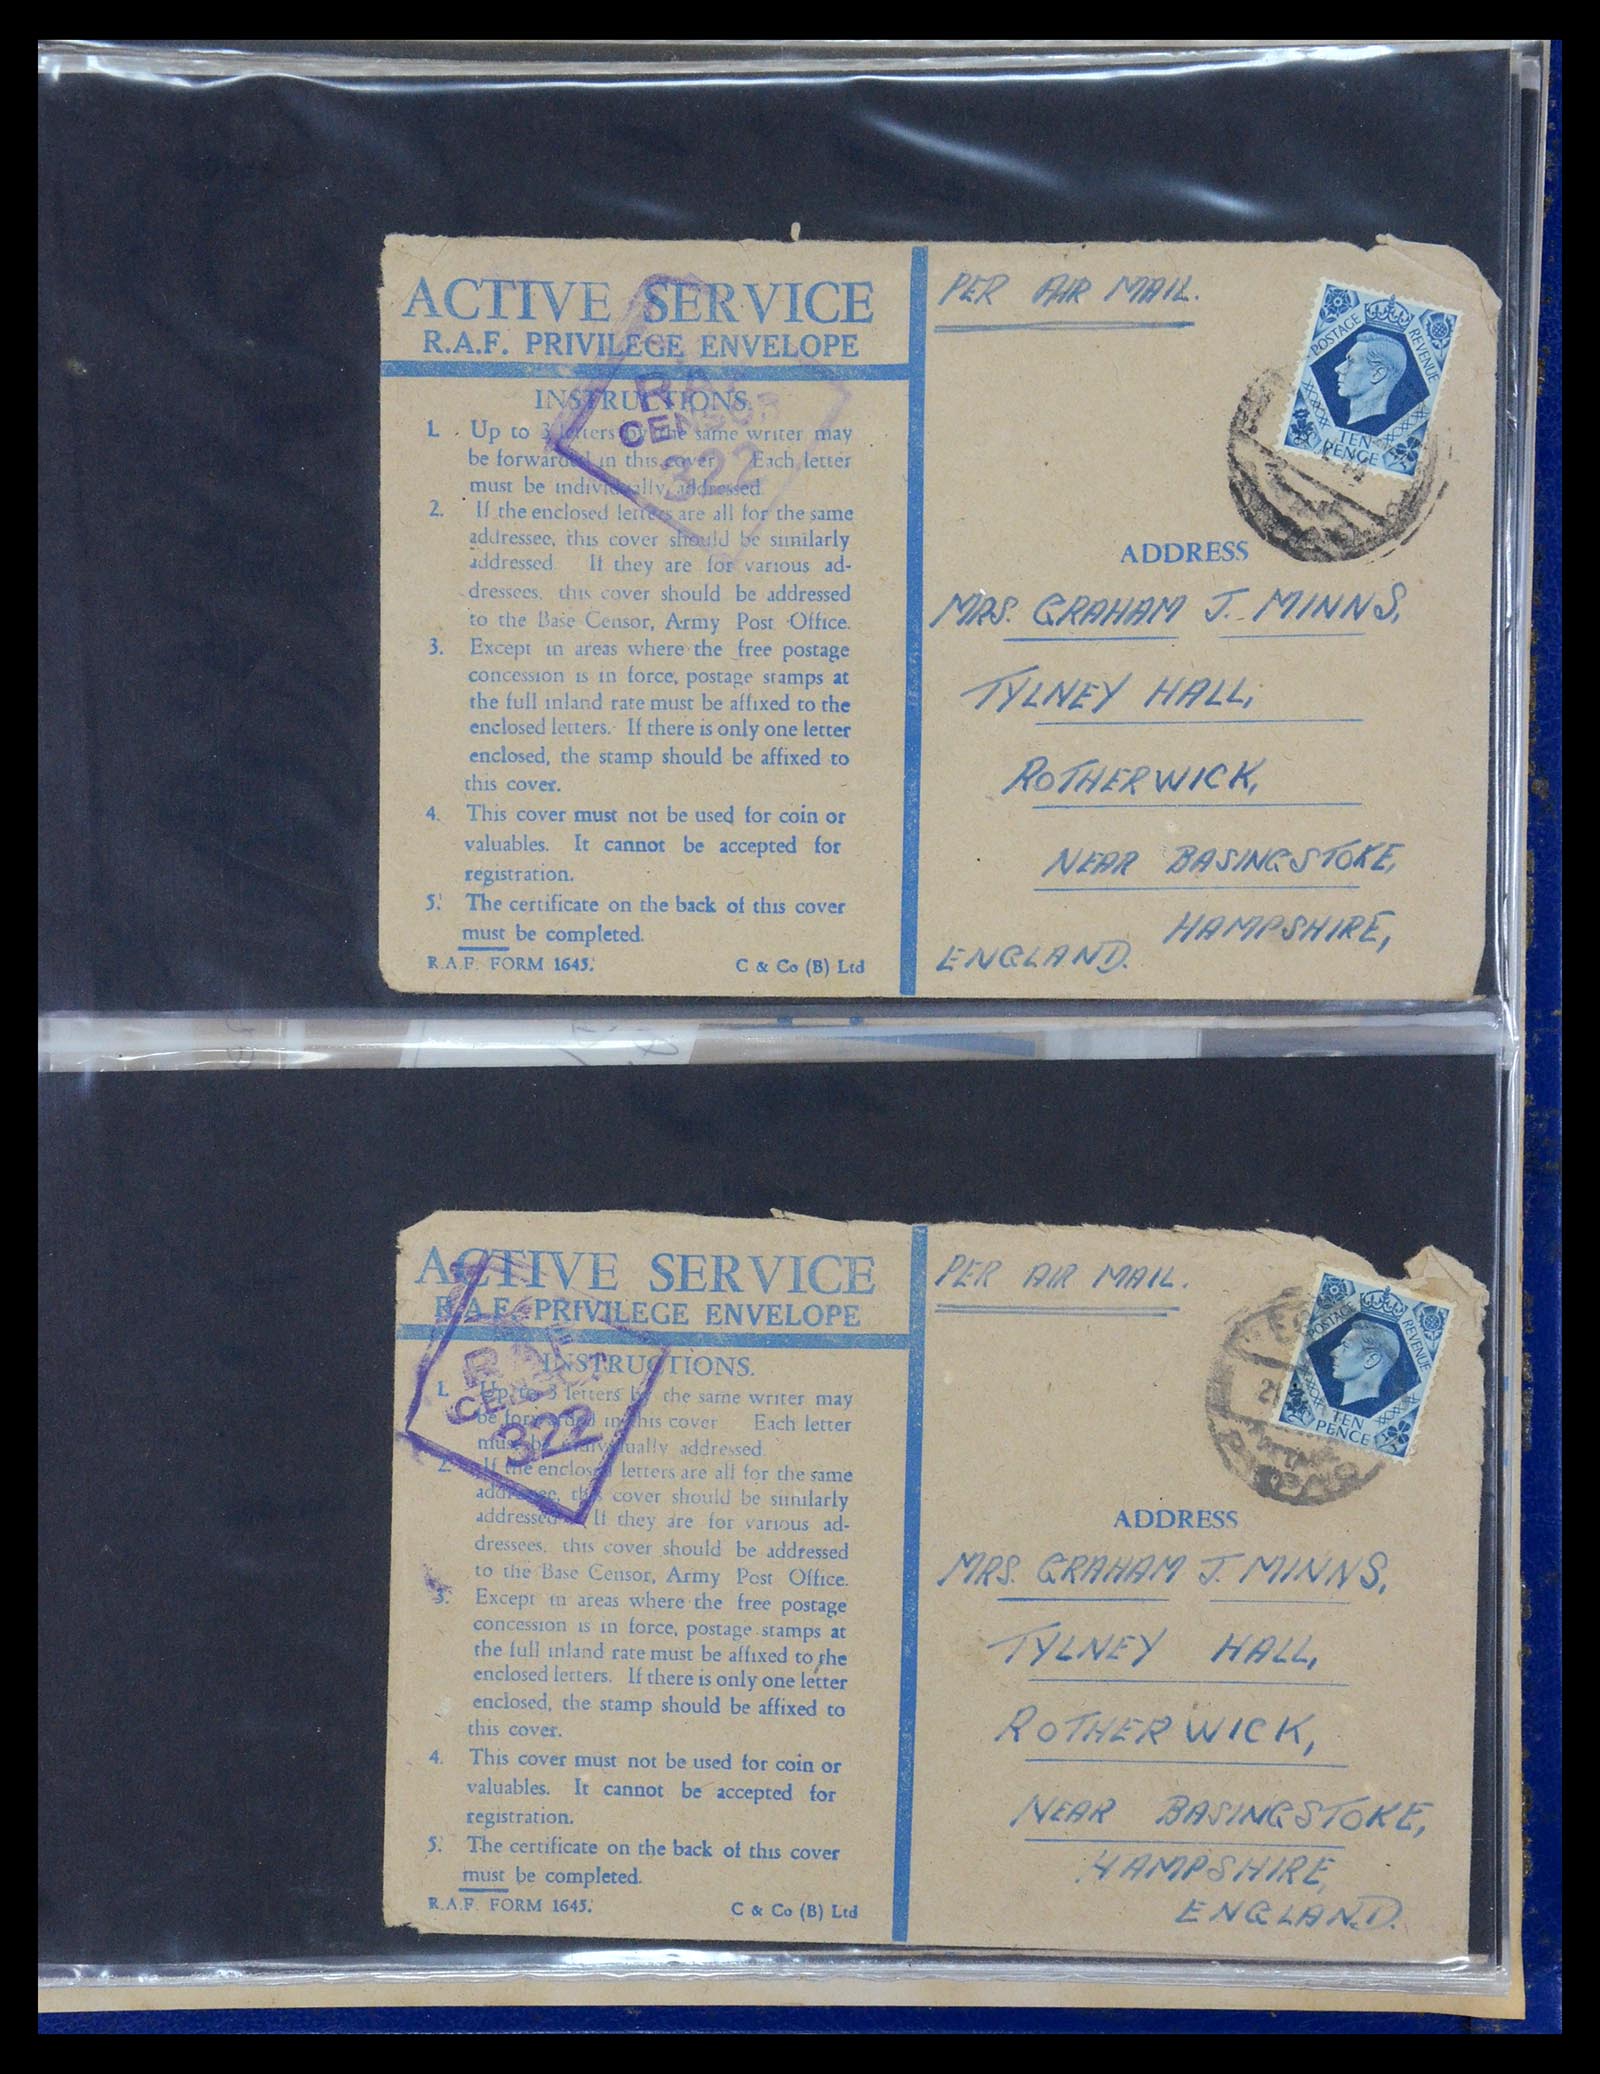 ACTIVE SERVICE
R.A.F. PRIVILEGE ENVELOPE
INSTRUCTIONS.
1. Up to 3 letters by the same writer may
be forwarded in this cover Each letter
must be individually addressed.
2. If the enclosed letters are all for the same
addressee, this cover should be similarly
addressed. If they are for various ad-
dressees, this cover should be addressed
to the Base Censor, Army Post Office.
3. Except in areas where the free postage
concession is in force, postage stamps at
the full inland rate must be affixed to the
enclosed letters. If there is only one letter
enclosed, the stamp should be affixed to
this cover.
4. This cover must not be used for coin or
valuables. It cannot be accepted for
registration.
5. The certificate on the back of this cover
must be completed.
R.A.F. FORM 1645.
C & Co (B) Ltd
RAF
CENSOR
322
PER AIR MAIL.
POSTAGE REVENUE
TEN
PENCE
ADDRESS
MRS. GRAHAM J. MINNS,
TYLNEY HALL,
ROTHERWICK,
NEAR BASINGSTOKE,
HAMPSHIRE,
ENGLAND.
ACTIVE SERVICE
R.A.F. PRIVILEGE ENVELOPE
INSTRUCTIONS.
1. Up to 3 letters by the same writer may
be forwarded in this cover Each letter
must be individually addressed.
2. If the enclosed letters are all for the same
addressee, this cover should be similarly
addressed. If they are for various ad-
dressees, this cover should be addressed
to the Base Censor, Army Post Office.
3. Except in areas where the free postage
concession is in force, postage stamps at
the full inland rate must be affixed to the
enclosed letters. If there is only one letter
enclosed, the stamp should be affixed to
this cover.
4. This cover must not be used for coin or
valuables. It cannot be accepted for
registration.
5. The certificate on the back of this cover
must be completed.
R.A.F. FORM 1645.
C & Co (B) Ltd
RAF
CENSOR
322
PER AIR MAIL.
POSTAGE REVENUE
TEN
PENCE
ADDRESS
MRS. GRAHAM J. MINNS,
TYLNEY HALL,
ROTHERWICK,
NEAR BASINGSTOKE,
HAMPSHIRE,
ENGLAND.